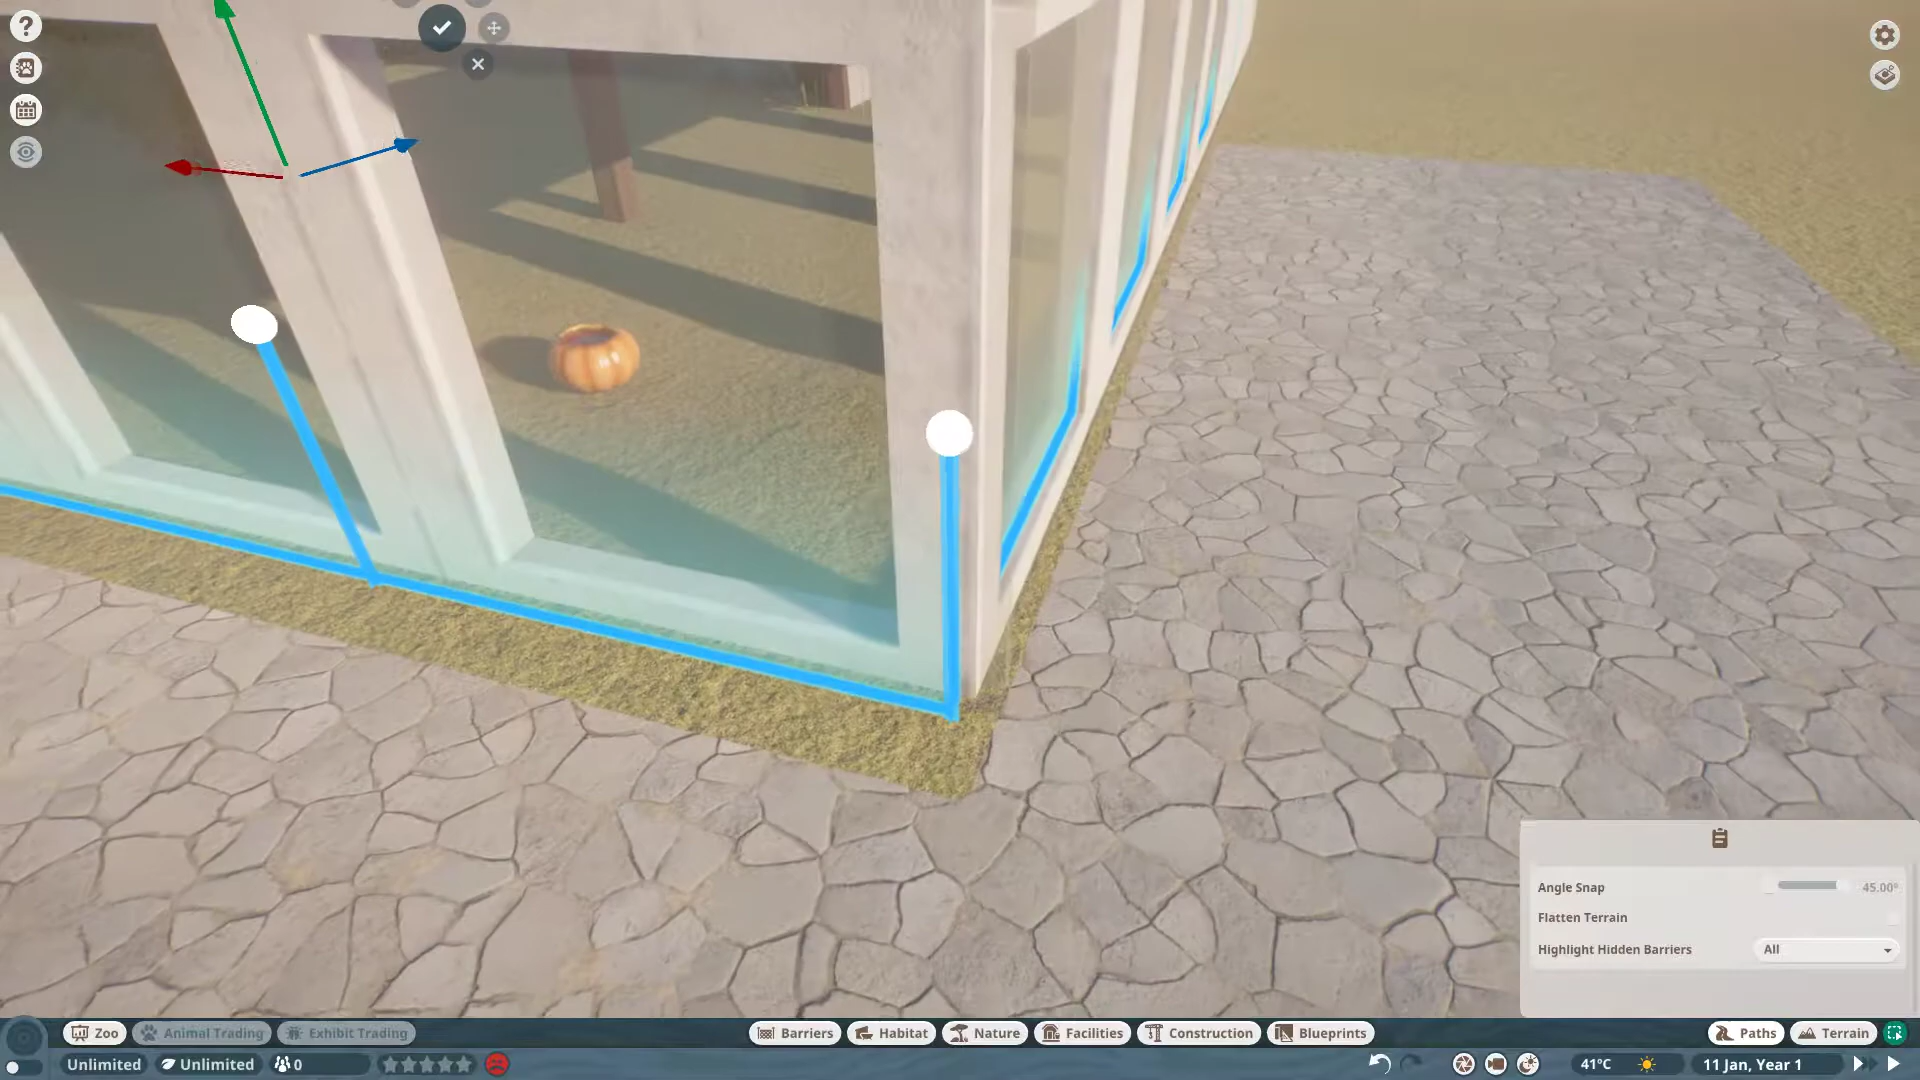 ?
Angle Snap 45.00°
Flatten Terrain
Highlight Hidden Barriers All
Zoo Animal Trading Exhibit Trading Barriers Habitat Nature Facilities Construction Blueprints Paths Terrain
Unlimited Unlimited 0 41°C 11 Jan, Year 1